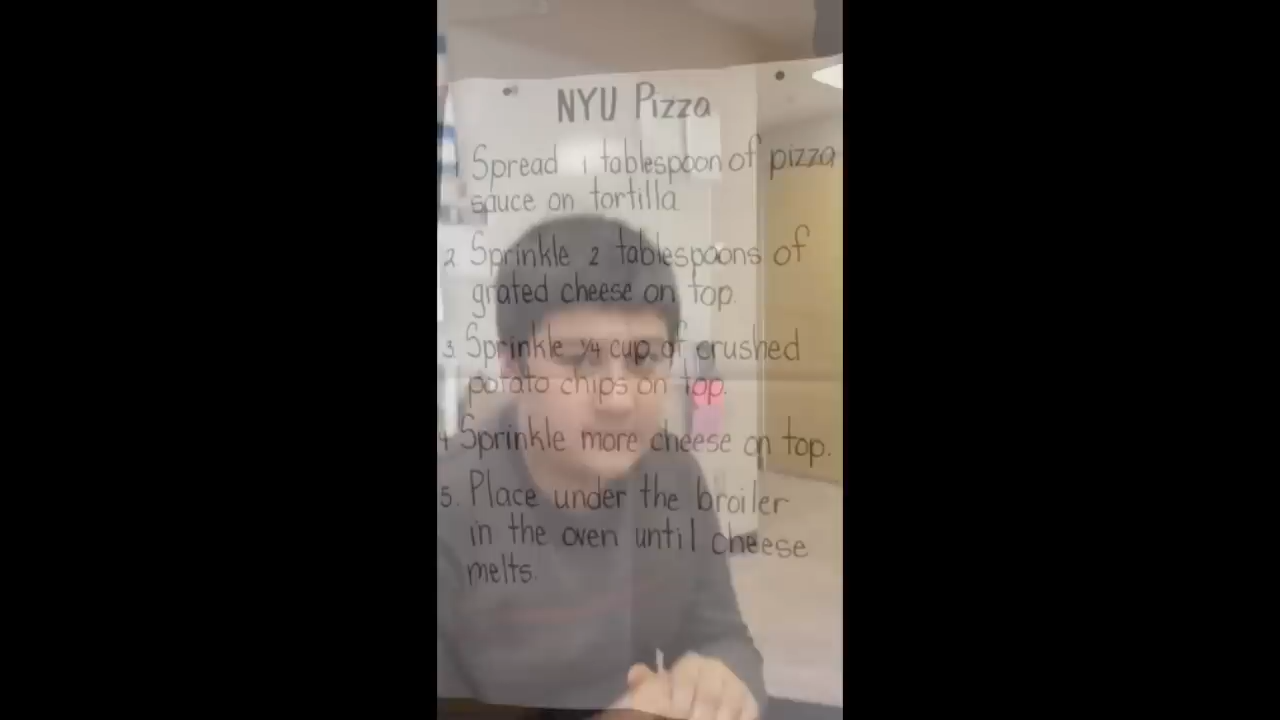 NYU Pizza
1 Spread 1 tablespoon of pizza
sauce on tortilla
2 Sprinkle 2 tablespoons of
grated cheese on top.
3. Sprinkle 1/4 cup of crushed
potato chips on top.
4 Sprinkle more cheese on top.
5. Place under the broiler
in the oven until cheese
melts.